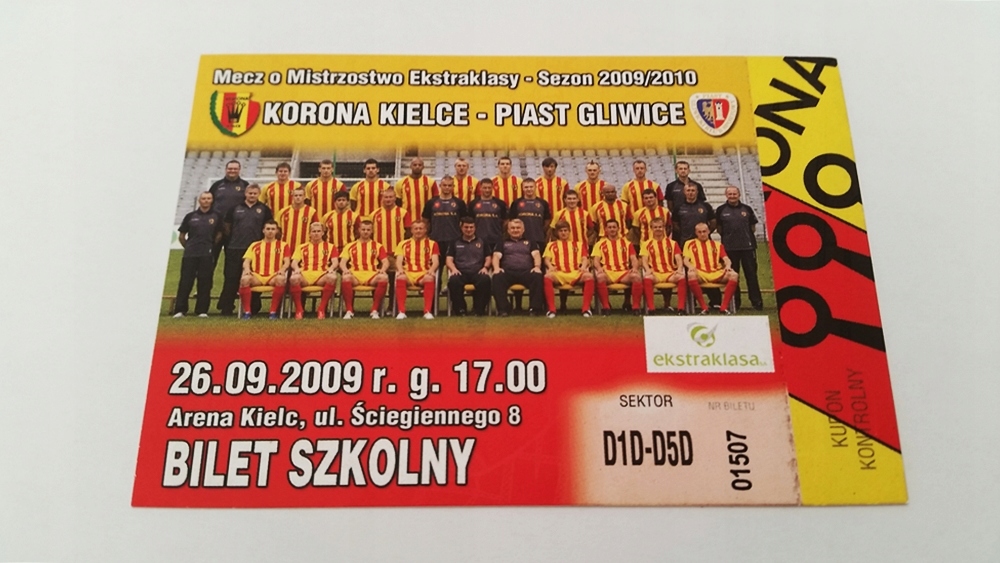 Mecz o Mistrzostwo Ekstraklasy - Sezon 2009/2010
KORONA KIELCE - PIAST GLIWICE
ekstraklasa
26.09.2009 r. g. 17.00
Arena Kielc, ul. Ściegiennego 8
BILET SZKOLNY
SEKTOR
D1D-D5D
NR BILETU
01507
ONA
KUPON
KONTROLNY